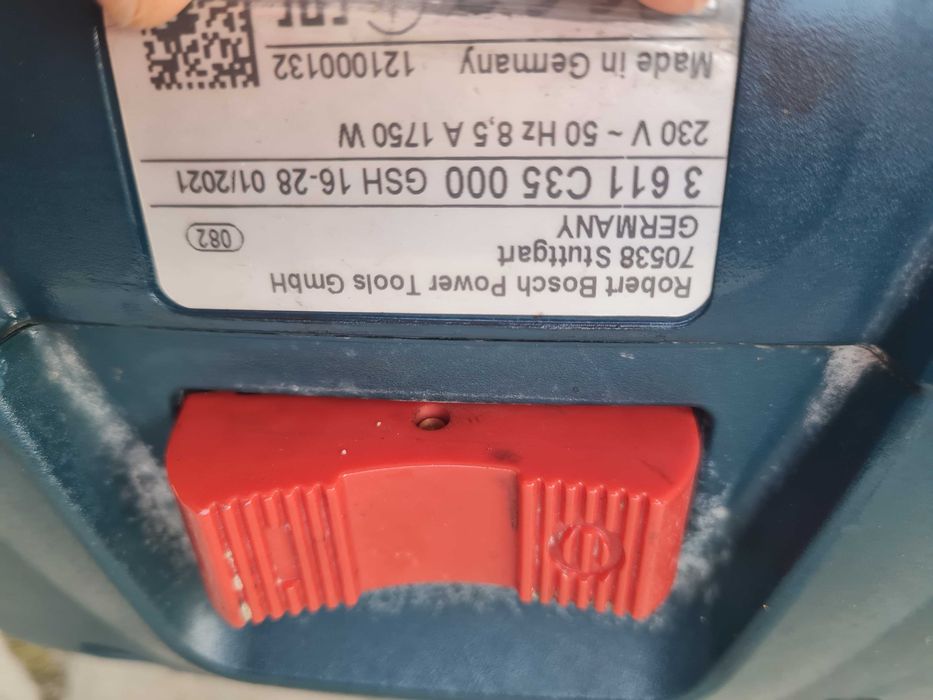 Robert Bosch Power Tools GmbH
70538 Stuttgart
GERMANY
082
3 611 C35 000 GSH 16-28 01/2021
230 V ~ 50 Hz 8,5 A 1750 W
Made in Germany 121000132